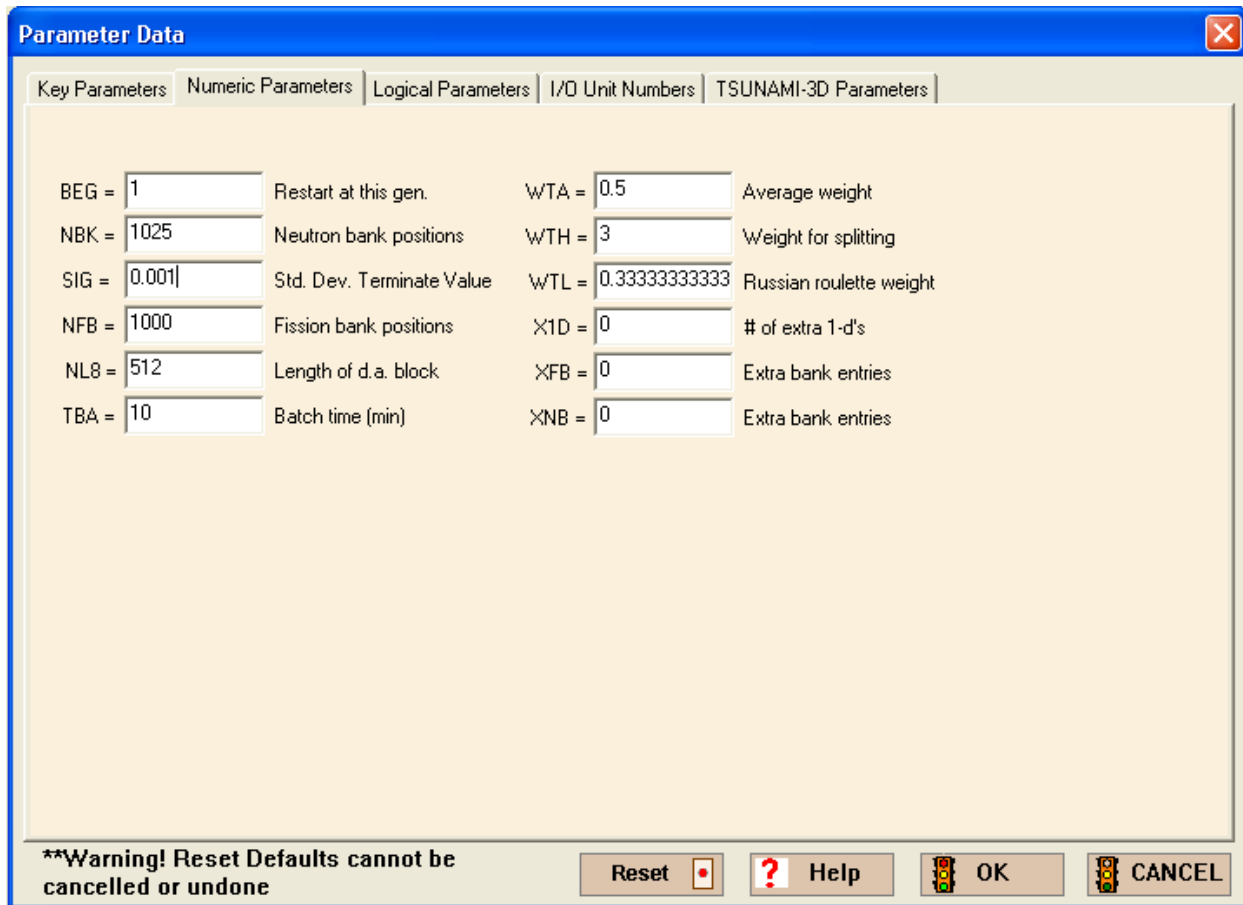 Parameter Data
Key Parameters Numeric Parameters Logical Parameters I/O Unit Numbers TSUNAMI-3D Parameters
BEG = 1 Restart at this gen. WTA = 0.5 Average weight
NBK = 1025 Neutron bank positions WTH = 3 Weight for splitting
SIG = 0.001 Std. Dev. Terminate Value WTL = 0.33333333333 Russian roulette weight
NFB = 1000 Fission bank positions X1D = 0 # of extra 1-d's
NL8 = 512 Length of d.a. block XFB = 0 Extra bank entries
TBA = 10 Batch time (min) XNB = 0 Extra bank entries
**Warning! Reset Defaults cannot be
cancelled or undone
Reset ? Help OK CANCEL